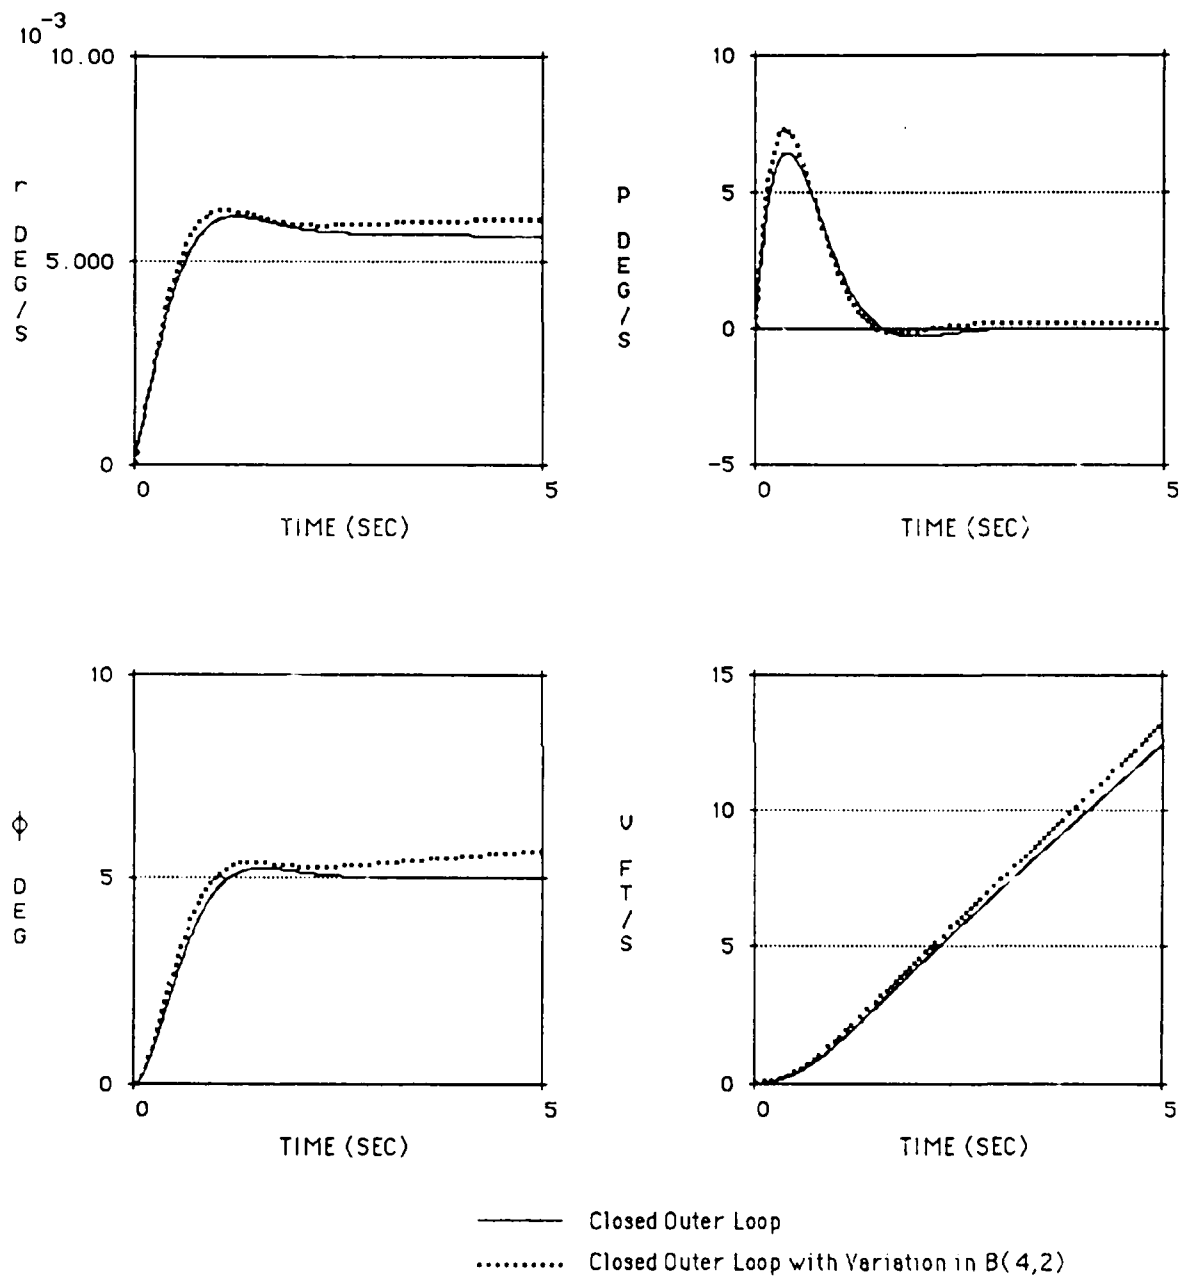 10-3
10.00
r DEG/S
5.000
0
0
5
TIME (SEC)
10
P DEG/S
5
0
-5
0
5
TIME (SEC)
10
ϕ DEG
5
0
0
5
TIME (SEC)
15
10
U FT/S
5
0
0
5
TIME (SEC)
Closed Outer Loop
Closed Outer Loop with Variation in B(4,2)